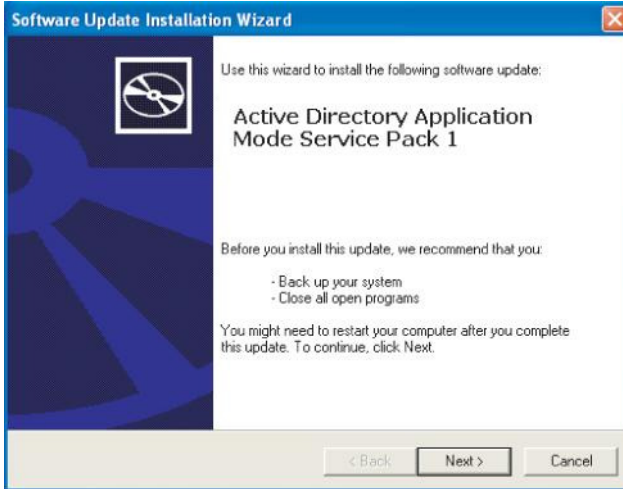 Software Update Installation Wizard
Use this wizard to install the following software update:
Active Directory Application
Mode Service Pack 1
Before you install this update, we recommend that you:
- Back up your system
- Close all open programs
You might need to restart your computer after you complete
this update. To continue, click Next.
< Back
Next >
Cancel